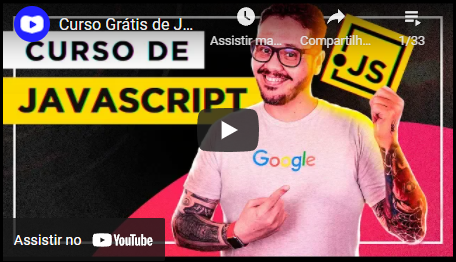 Curso Grátis de J...
Assistir ma...
Compartilh...
1/33
CURSO DE
JAVASCRIPT
.JS
Google
Assistir no YouTube